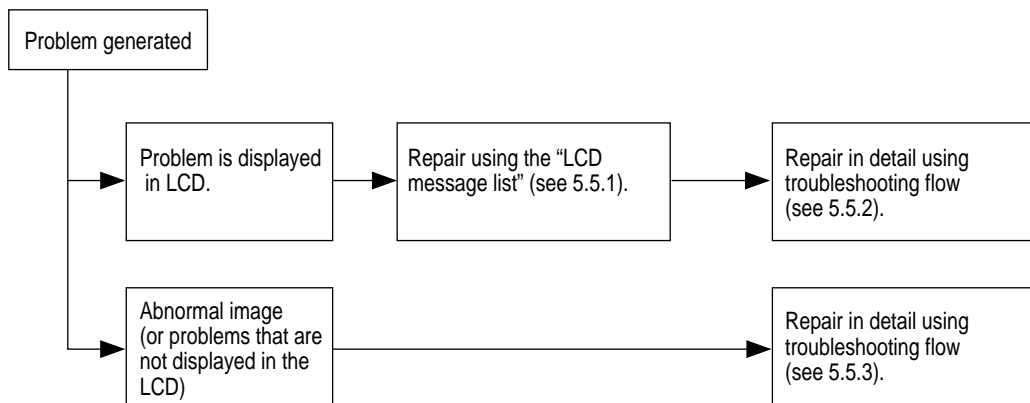 Problem generated
Problem is displayed
in LCD.
Repair using the “LCD
message list” (see 5.5.1).
Repair in detail using
troubleshooting flow
(see 5.5.2).
Abnormal image
(or problems that are
not displayed in the
LCD)
Repair in detail using
troubleshooting flow
(see 5.5.3).